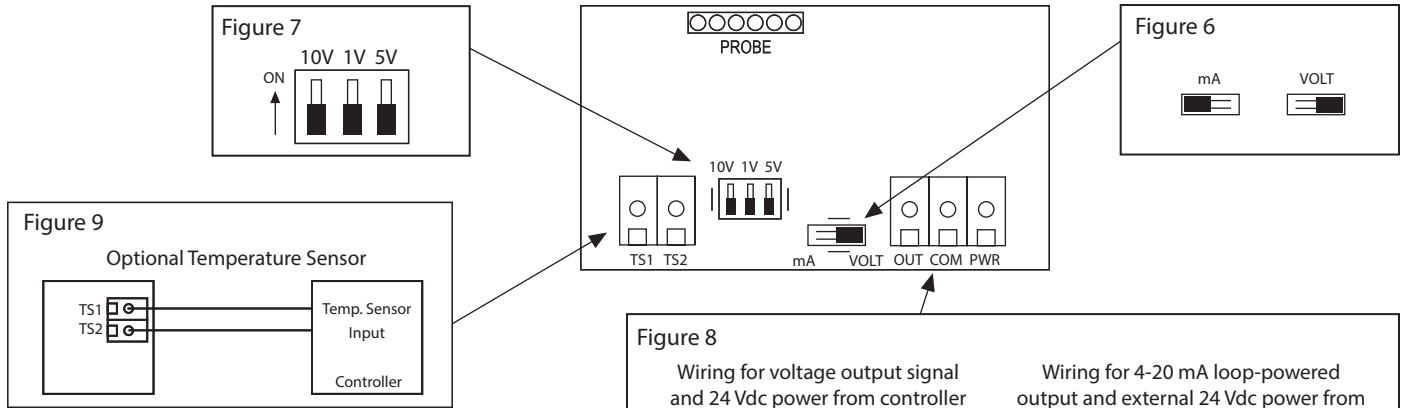 Figure 7
10V 1V 5V
ON
PROBE
Figure 6
mA VOLT
10V 1V 5V
TS1 TS2
mA VOLT OUT COM PWR
Figure 9
Optional Temperature Sensor
TS1
TS2
Temp. Sensor
Input
Controller
Figure 8
Wiring for voltage output signal
and 24 Vdc power from controller
Wiring for 4-20 mA loop-powered
output and external 24 Vdc power from